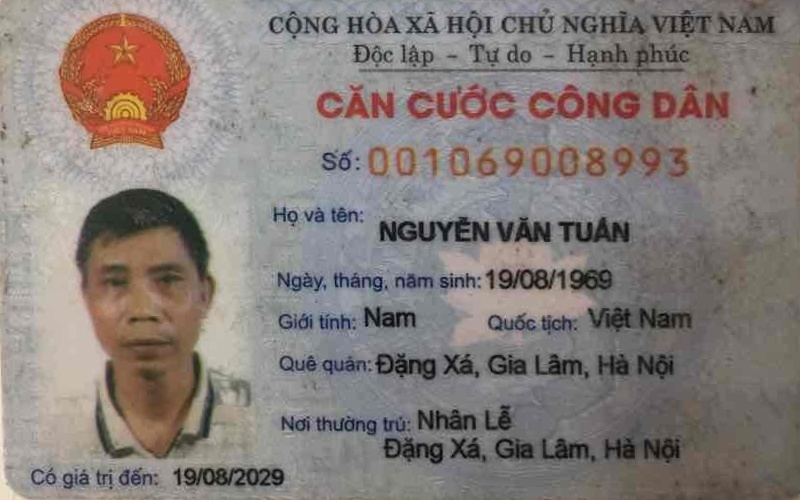 CỘNG HÒA XÃ HỘI CHỦ NGHĨA VIỆT NAM
Độc lập - Tự do - Hạnh phúc
CĂN CƯỚC CÔNG DÂN
Số: 001069008993
Họ và tên: NGUYỄN VĂN TUÂN
Ngày, tháng, năm sinh: 19/08/1969
Giới tính: Nam Quốc tịch: Việt Nam
Quê quán: Đặng Xá, Gia Lâm, Hà Nội
Nơi thường trú: Nhân Lễ
Đặng Xá, Gia Lâm, Hà Nội
Có giá trị đến: 19/08/2029